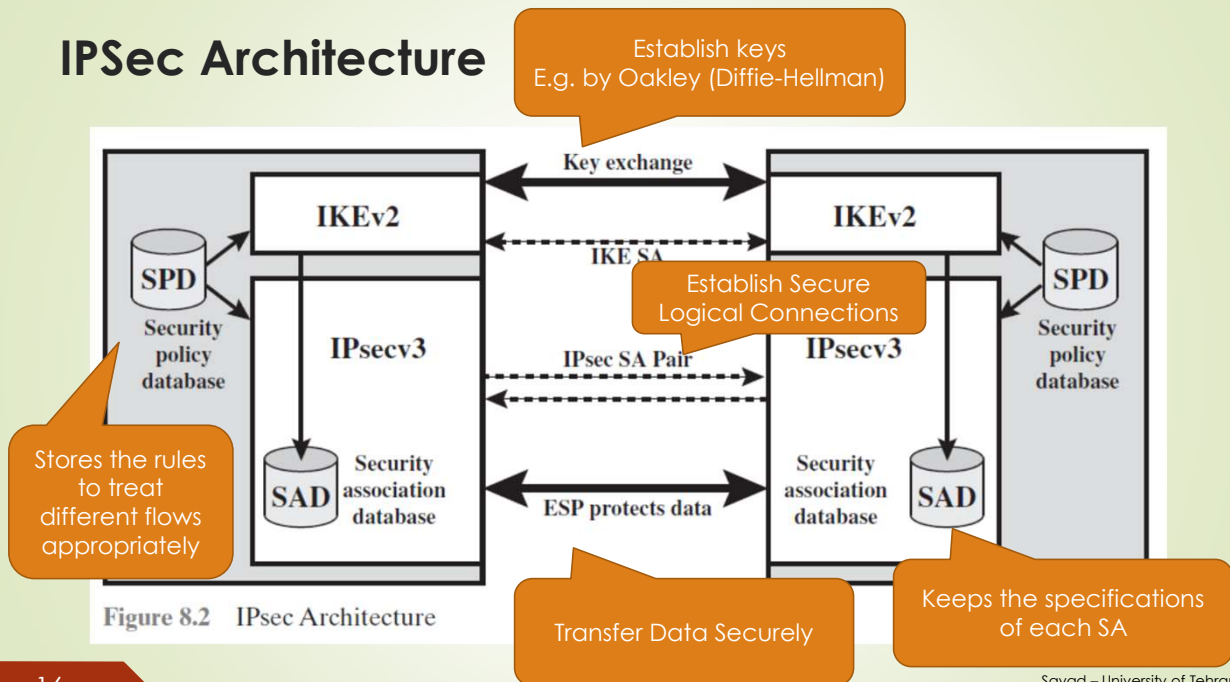 IPSec Architecture
Establish keys
E.g. by Oakley (Diffie-Hellman)
Key exchange
IKEv2
IKEv2
IKE SA
SPD
Security
policy
database
SPD
Security
policy
database
Establish Secure
Logical Connections
IPsecv3
IPsec SA Pair
IPsecv3
Stores the rules
to treat
different flows
appropriately
SAD
Security
association
database
ESP protects data
Security
association
database
SAD
Transfer Data Securely
Keeps the specifications
of each SA
Figure 8.2 IPsec Architecture
Sayad – University of